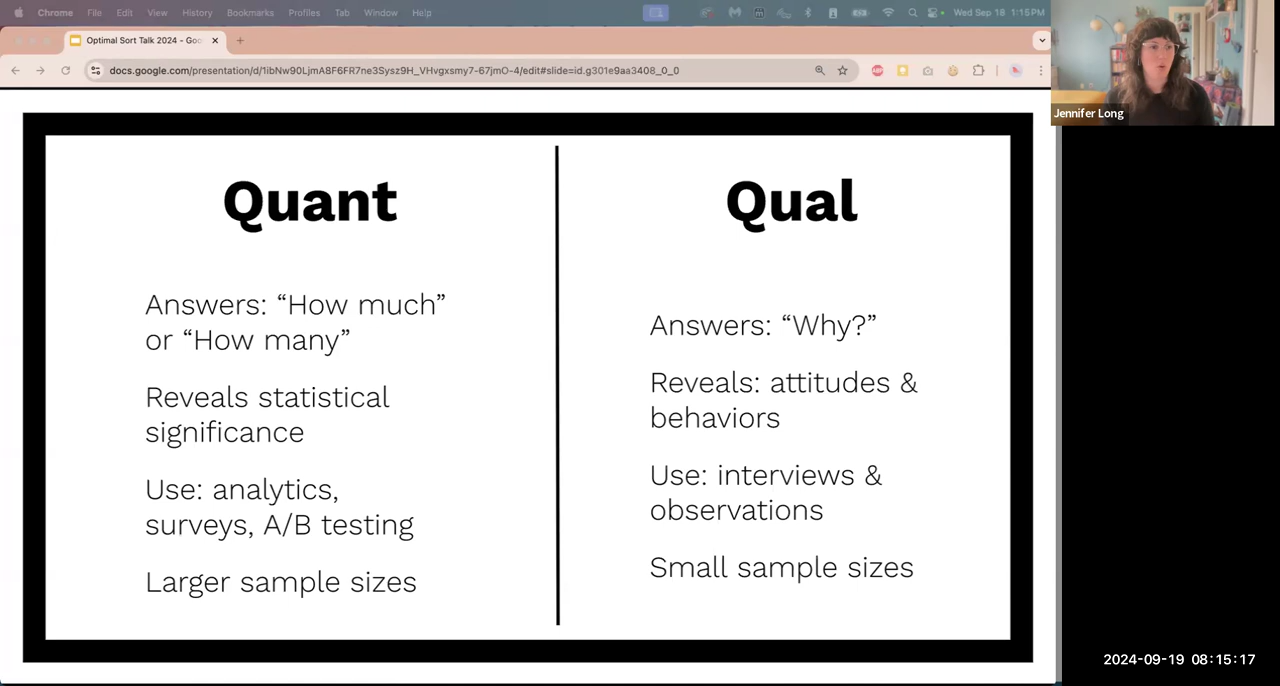 Chrome File Edit View History Bookmarks Profiles Tab Window Help Wed Sep 18 1:15PM
Optimal Sort Talk 2024 - Goo
docs.google.com/presentation/d/1ibNw90LjmA8F6FR7ne3Sysz9H_VHvgxsmy7-67jmO-4/edit#slide=id.g301e9aa3408_0_0
ABP
Jennifer Long
Quant
Answers: “How much”
or “How many”
Reveals statistical
significance
Use: analytics,
surveys, A/B testing
Larger sample sizes
Qual
Answers: “Why?”
Reveals: attitudes &
behaviors
Use: interviews &
observations
Small sample sizes
2024-09-19 08:15:17